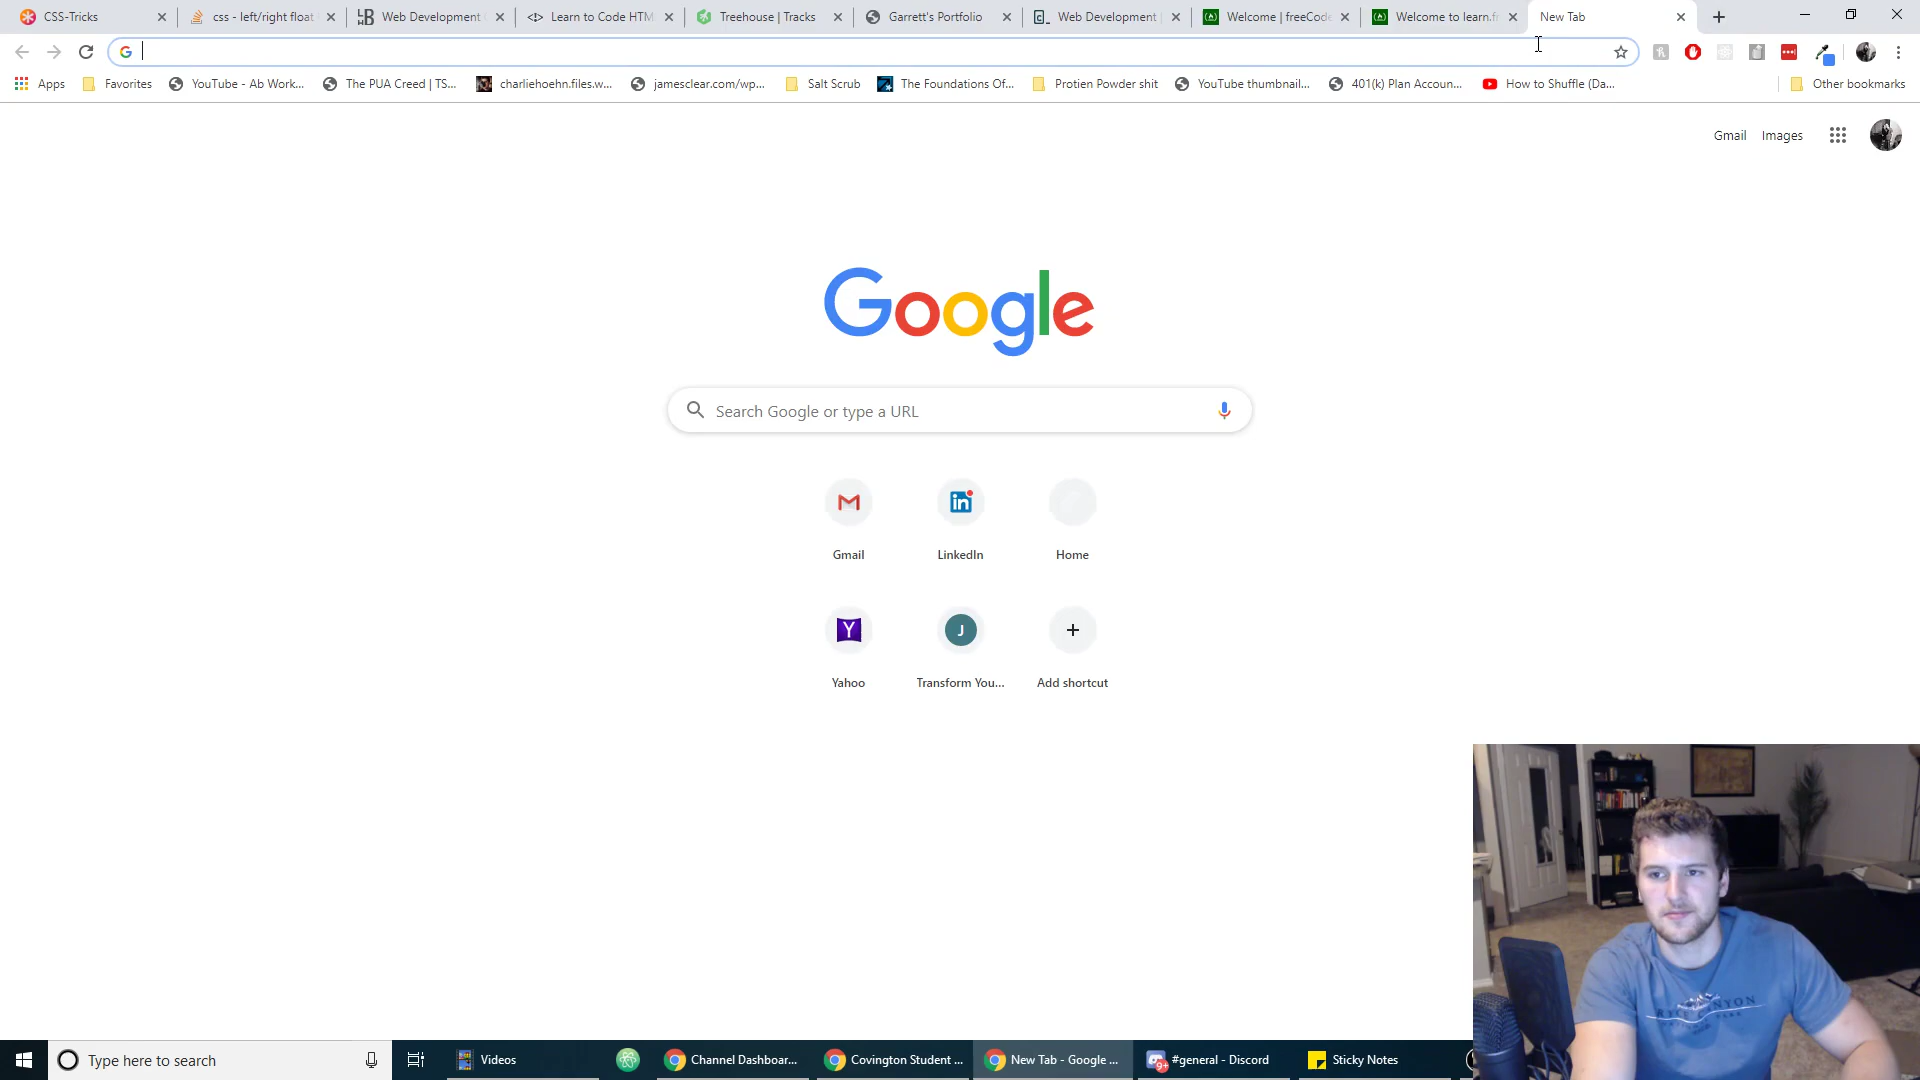 CSS-Tricks
css - left/right float
Web Development
Learn to Code HTM
Treehouse | Tracks
Garrett's Portfolio
Web Development |
Welcome | freeCode
Welcome to learn.fr
New Tab
Apps
Favorites
YouTube - Ab Work...
The PUA Creed | TS...
charliehoehn.files.w...
jamesclear.com/wp...
Salt Scrub
The Foundations Of...
Protien Powder shit
YouTube thumbnail...
401(k) Plan Accoun...
How to Shuffle (Da...
Other bookmarks
Gmail
Images
Google
Search Google or type a URL
Gmail
LinkedIn
Home
Yahoo
J
Transform You...
Add shortcut
Type here to search
Videos
Channel Dashboar...
Covington Student ...
New Tab - Google ...
9+
#general - Discord
Sticky Notes